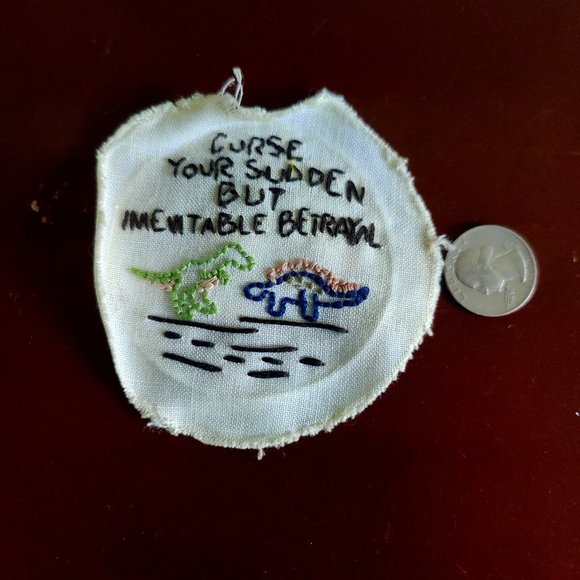 CURSE
YOUR SUDDEN
BUT
INEVITABLE BETRAYAL